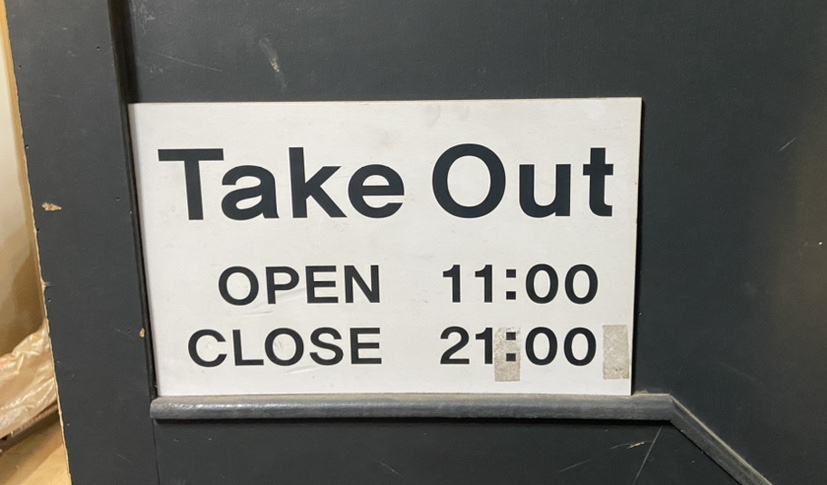 Take Out
OPEN 11:00
CLOSE 21:00